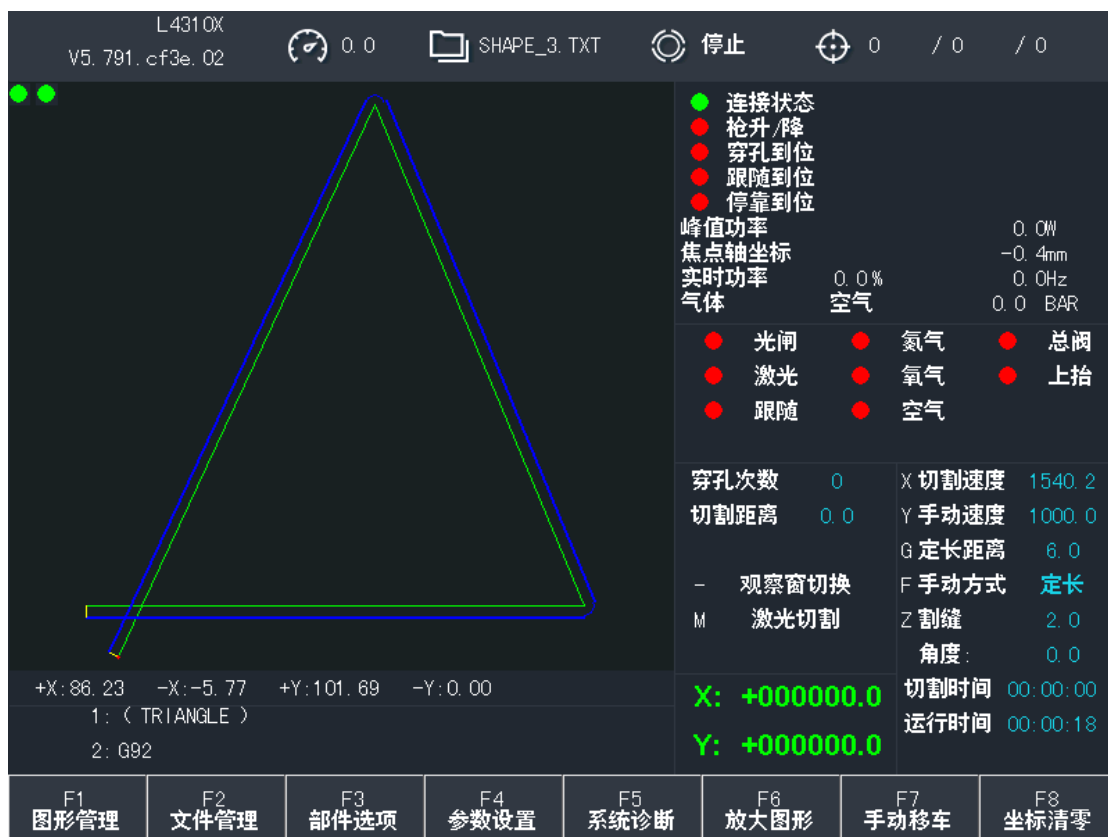 L4310X
V5.791.cf3e.02
0.0
SHAPE_3.TXT
停止
0 / 0 / 0
连接状态
枪升/降
穿孔到位
跟随到位
停靠到位
峰值功率 0.0W
焦点轴坐标 -0.4mm
实时功率 0.0% 0.0Hz
气体 空气 0.0 BAR
光闸 氮气 总阀
激光 氧气 上抬
跟随 空气
穿孔次数 0
切割距离 0.0
- 观察窗切换
M 激光切割
X 切割速度 1540.2
Y 手动速度 1000.0
G 定长距离 6.0
F 手动方式 定长
Z 割缝 2.0
角度: 0.0
+X:86.23 -X:-5.77 +Y:101.69 -Y:0.00
1: ( TRIANGLE )
2: G92
X: +000000.0
Y: +000000.0
切割时间 00:00:00
运行时间 00:00:18
F1 图形管理
F2 文件管理
F3 部件选项
F4 参数设置
F5 系统诊断
F6 放大图形
F7 手动移车
F8 坐标清零